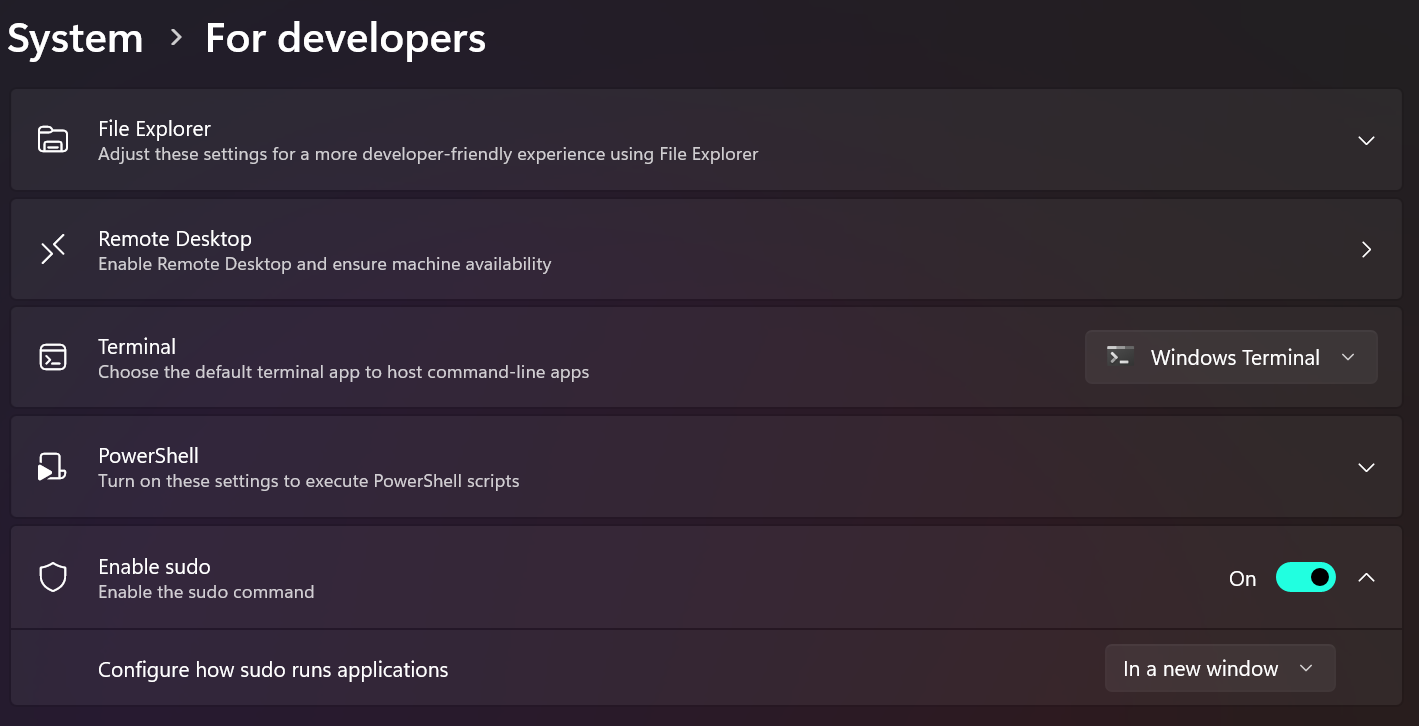 System > For developers
File Explorer
Adjust these settings for a more developer-friendly experience using File Explorer
Remote Desktop
Enable Remote Desktop and ensure machine availability
Terminal
Choose the default terminal app to host command-line apps
Windows Terminal
PowerShell
Turn on these settings to execute PowerShell scripts
Enable sudo
Enable the sudo command
On
Configure how sudo runs applications
In a new window